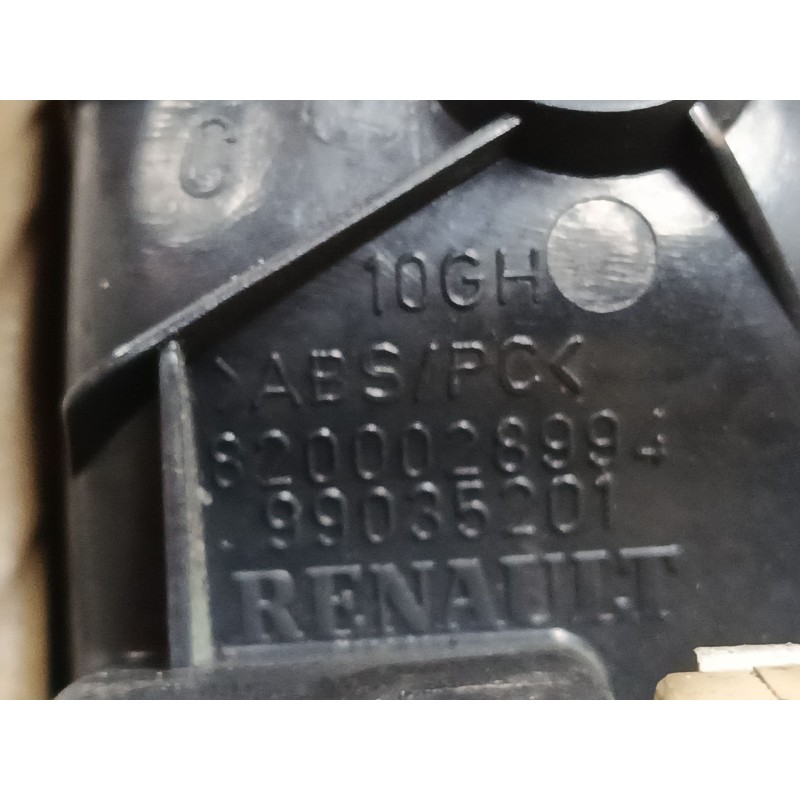 G
10GH
>ABS/PC<
8200028994
99035201
RENAULT